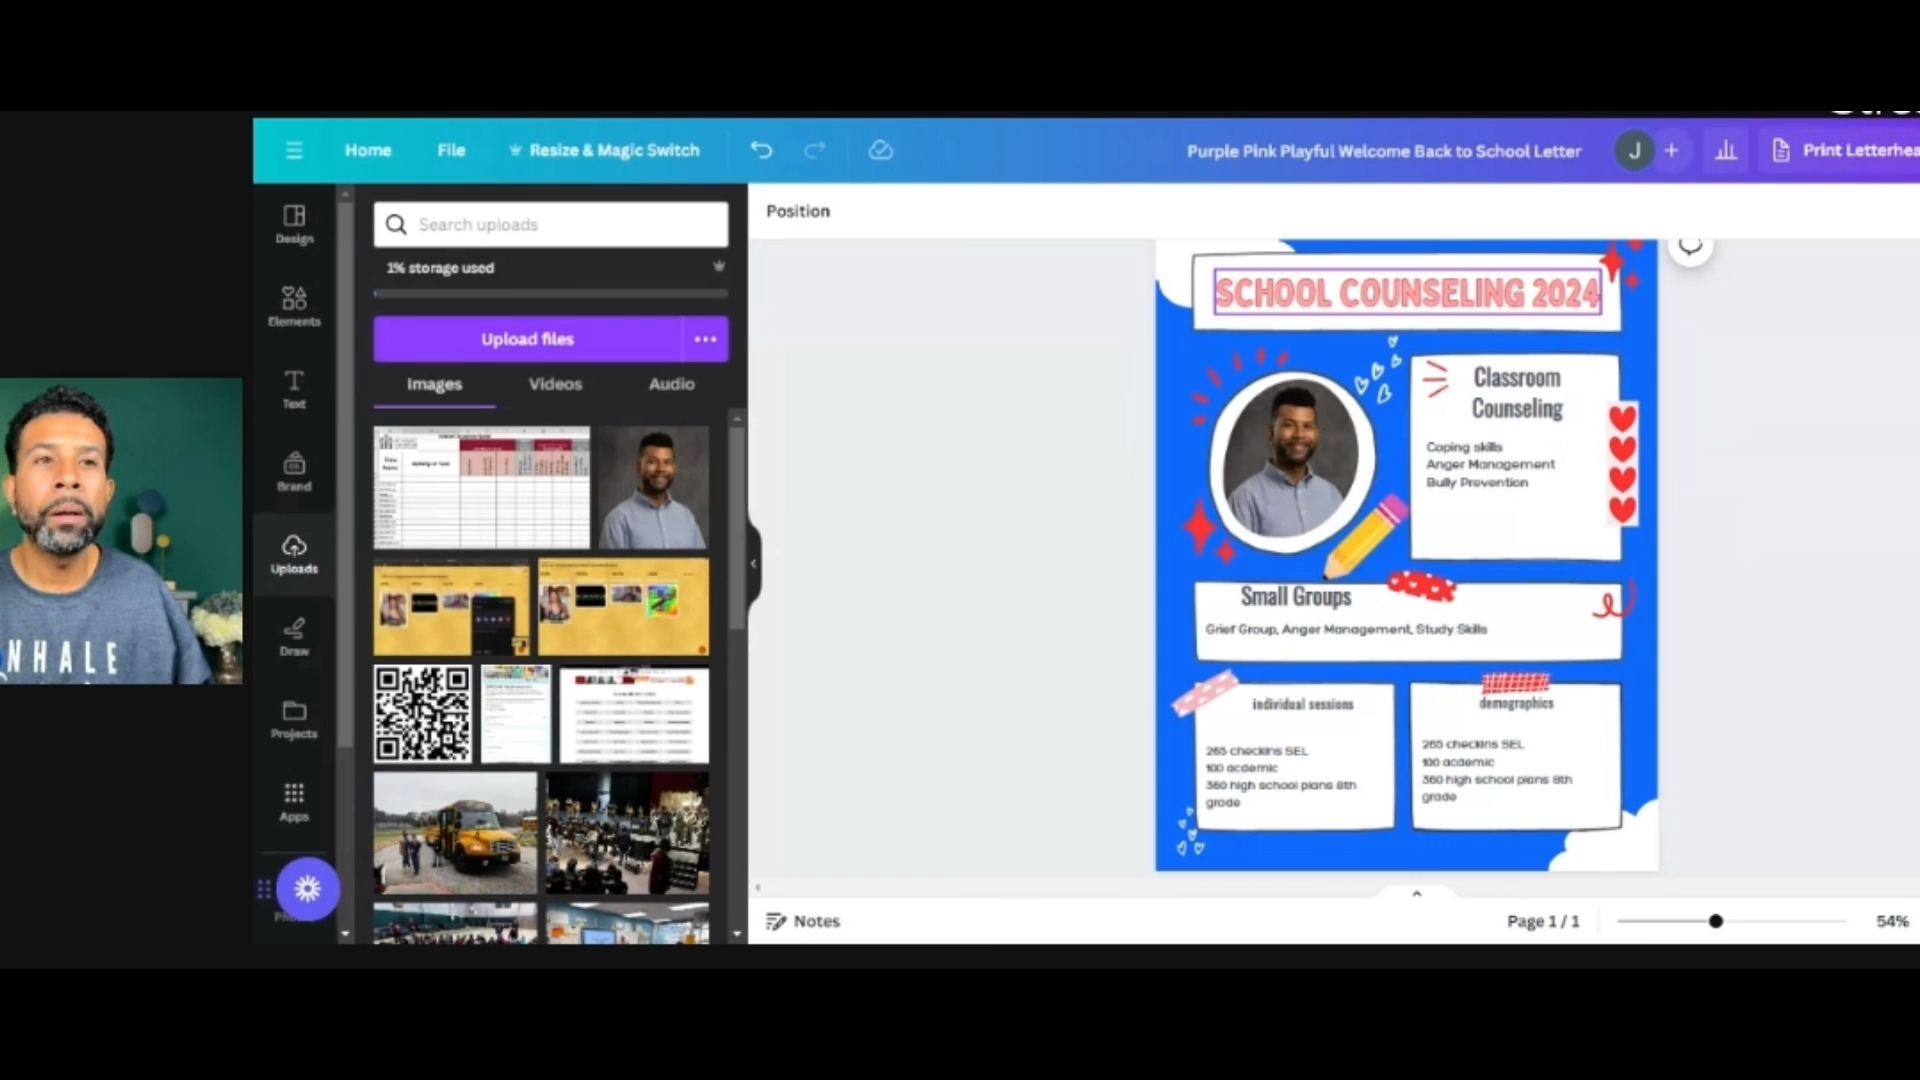 Home
File
Resize & Magic Switch
Purple Pink Playful Welcome Back to School Letter
J
+
Print Letterhea
Design
Elements
Text
Brand
Uploads
Draw
Projects
Apps
Search uploads
1% storage used
Upload files
Images
Videos
Audio
Position
SCHOOL COUNSELING 2024
Classroom
Counseling
Coping skills
Anger Management
Bully Prevention
Small Groups
Grief Group, Anger Management, Study Skills
individual sessions
265 checkins SEL
100 acdemic
360 high school plans 8th
grade
demographics
265 checkins SEL
100 acdemic
360 high school plans 8th
grade
NHALE
Notes
Page 1 / 1
54%